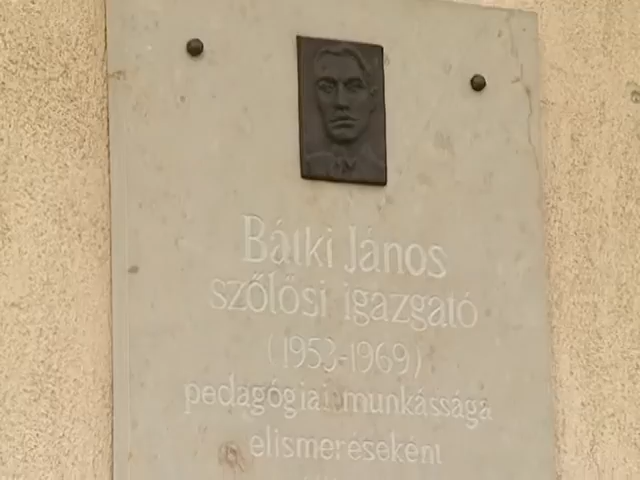 Bátki János
szőlősi igazgató
(1953-1969)
pedagógiai munkássága
elismeréseként